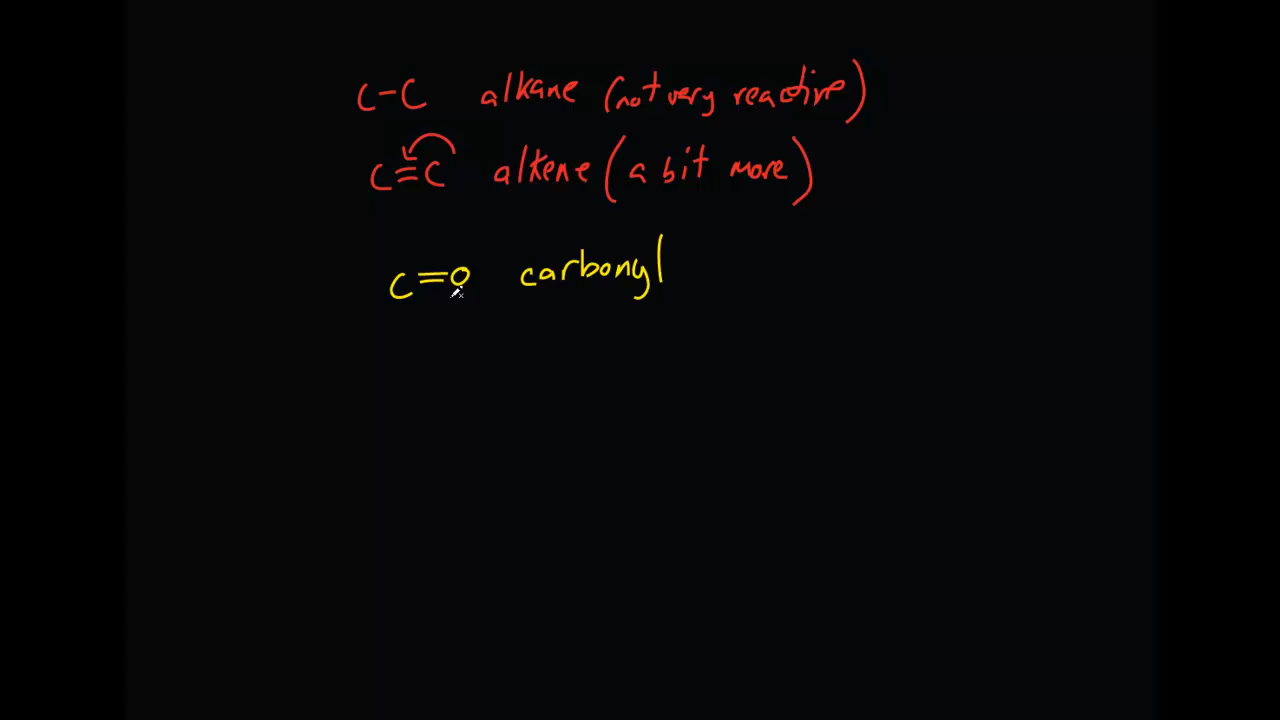 C-C alkane (not very reactive)
C=C alkene (a bit more)
C=O carbonyl